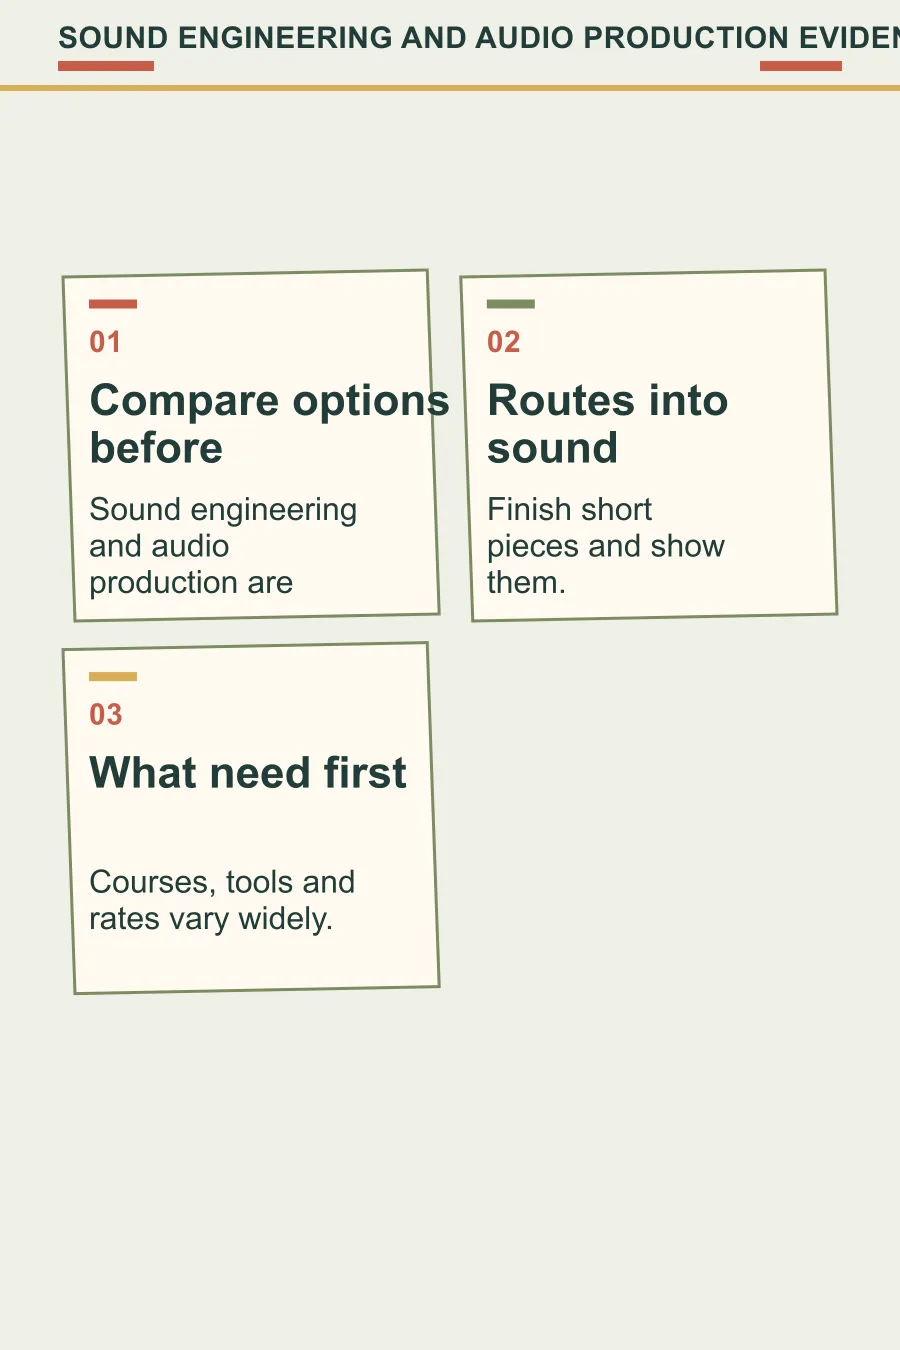 SOUND ENGINEERING AND AUDIO PRODUCTION
01
Compare options
before
Sound engineering
and audio
production are
02
Routes into
sound
Finish short
pieces and show
them.
03
What need first
Courses, tools and
rates vary widely.